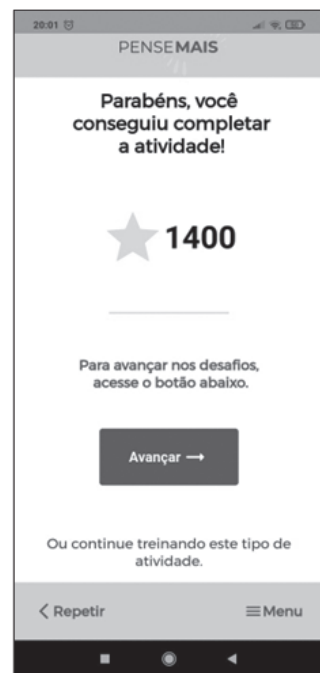 20:01
PENSEMAIS
Parabéns, você
conseguiu completar
a atividade!
1400
Para avançar nos desafios,
acesse o botão abaixo.
Avançar →
Ou continue treinando este tipo de
atividade.
Repetir
Menu